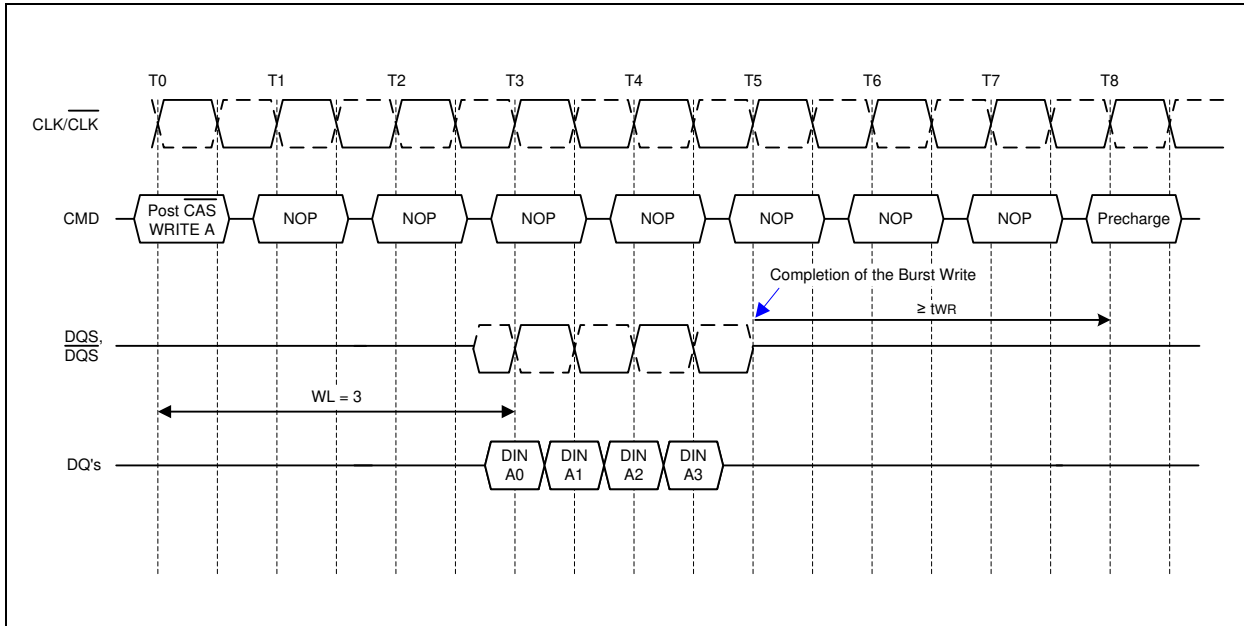 T0 T1 T2 T3 T4 T5 T6 T7 T8
CLK/CLK
CMD
Post CAS
WRITE A
NOP NOP NOP NOP NOP NOP NOP Precharge
Completion of the Burst Write
≥ tWR
DQS,
DQS
WL = 3
DQ's
DIN A0
DIN A1
DIN A2
DIN A3